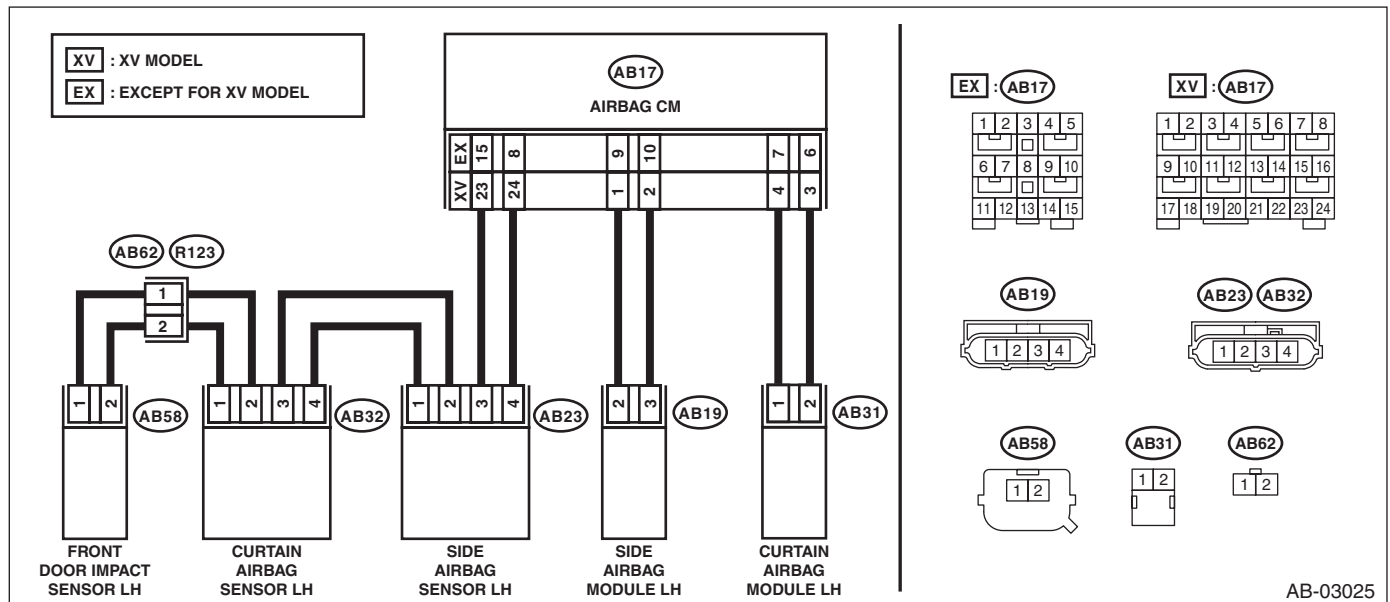 XV : XV MODEL
EX : EXCEPT FOR XV MODEL
AB17
AIRBAG CM
EX 15 8 9 10 7 6
XV 23 24 1 2 4 3
AB62 R123
1
2
1 2 AB58
1 2 3 4 AB32
1 2 3 4 AB23
2 3 AB19
1 2 AB31
FRONT
DOOR IMPACT
SENSOR LH
CURTAIN
AIRBAG
SENSOR LH
SIDE
AIRBAG
SENSOR LH
SIDE
AIRBAG
MODULE LH
CURTAIN
AIRBAG
MODULE LH
EX : AB17
1 2 3 4 5
6 7 8 9 10
11 12 13 14 15
XV : AB17
1 2 3 4 5 6 7 8
9 10 11 12 13 14 15 16
17 18 19 20 21 22 23 24
AB19
1 2 3 4
AB23 AB32
1 2 3 4
AB58
1 2
AB31
1 2
AB62
1 2
AB-03025